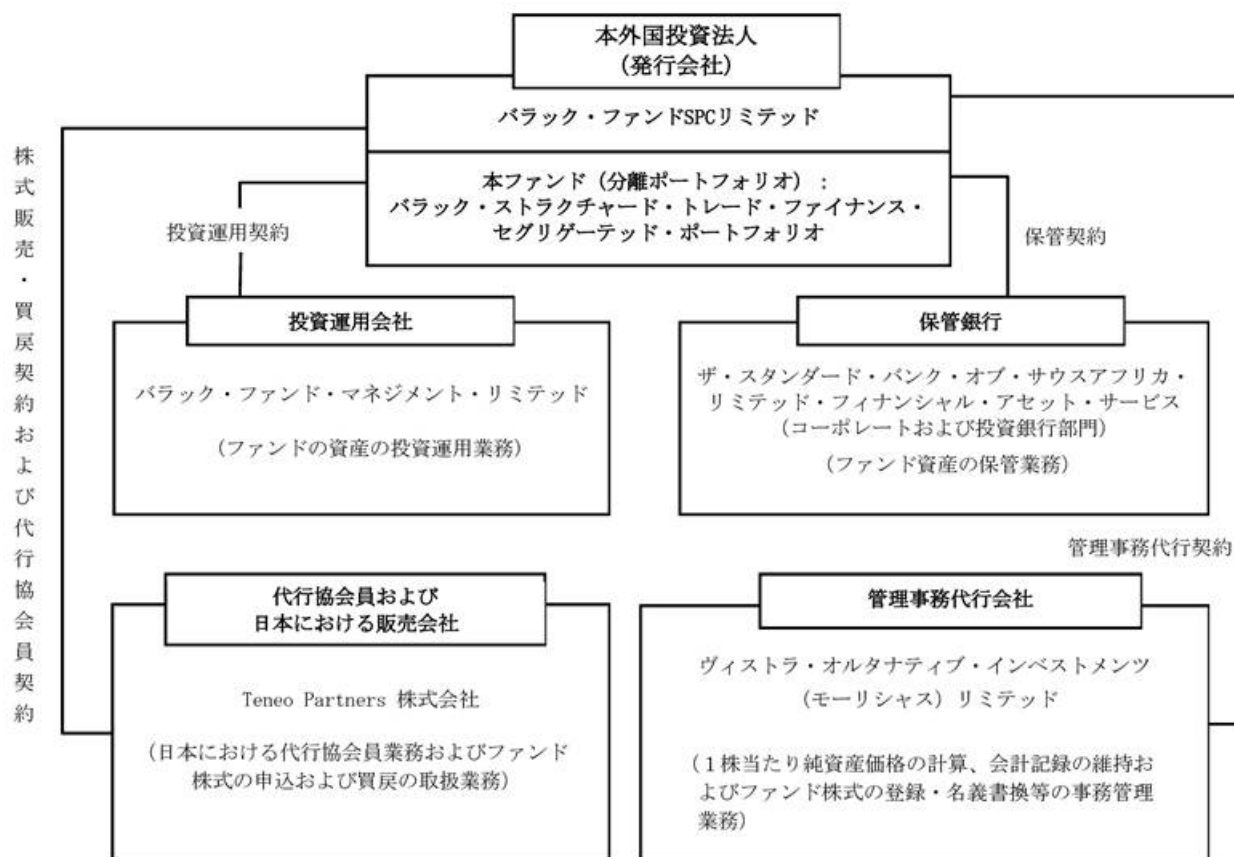 本外国投資法人
（発行会社）
バラック・ファンドSPCリミテッド
本ファンド（分離ポートフォリオ）：
バラック・ストラクチャード・トレード・ファイナンス・
セグリゲーテッド・ポートフォリオ
株式販売・買戻契約および代行協会員契約
投資運用契約
保管契約
投資運用会社
バラック・ファンド・マネジメント・リミテッド
（ファンドの資産の投資運用業務）
保管銀行
ザ・スタンダード・バンク・オブ・サウスアフリカ・
リミテッド・フィナンシャル・アセット・サービス
（コーポレートおよび投資銀行部門）
（ファンド資産の保管業務）
管理事務代行契約
代行協会員および
日本における販売会社
Teneo Partners 株式会社
（日本における代行協会員業務およびファンド
株式の申込および買戻の取扱業務）
管理事務代行会社
ヴィストラ・オルタナティブ・インベストメンツ
（モーリシャス）リミテッド
（１株当たり純資産価格の計算、会計記録の維持お
よびファンド株式の登録・名義書換等の事務管理
業務）